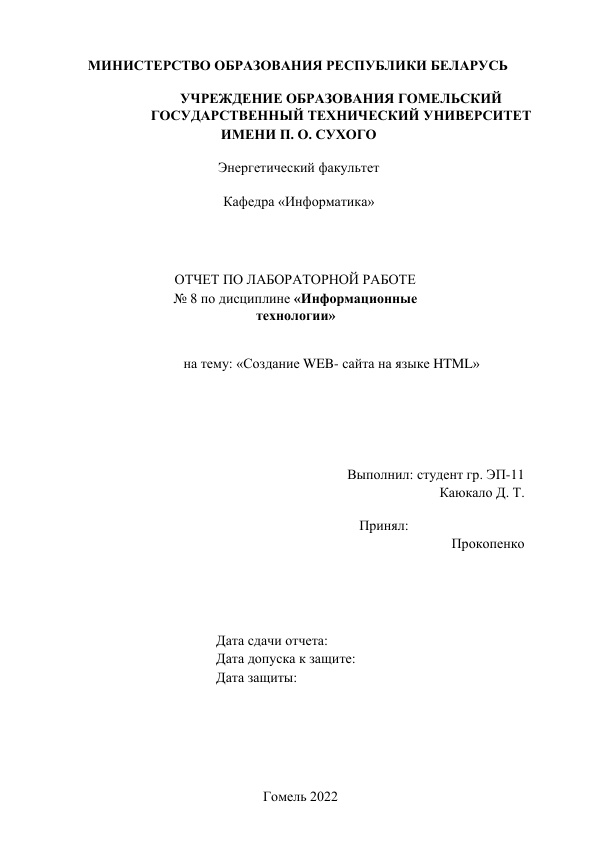 МИНИСТЕРСТВО ОБРАЗОВАНИЯ РЕСПУБЛИКИ БЕЛАРУСЬ
УЧРЕЖДЕНИЕ ОБРАЗОВАНИЯ ГОМЕЛЬСКИЙ
ГОСУДАРСТВЕННЫЙ ТЕХНИЧЕСКИЙ УНИВЕРСИТЕТ
ИМЕНИ П. О. СУХОГО
Энергетический факультет
Кафедра «Информатика»
ОТЧЕТ ПО ЛАБОРАТОРНОЙ РАБОТЕ
№ 8 по дисциплине «Информационные
технологии»
на тему: «Создание WEB- сайта на языке HTML»
Выполнил: студент гр. ЭП-11
Каюкало Д. Т.
Принял:
Прокопенко
Дата сдачи отчета:
Дата допуска к защите:
Дата защиты:
Гомель 2022